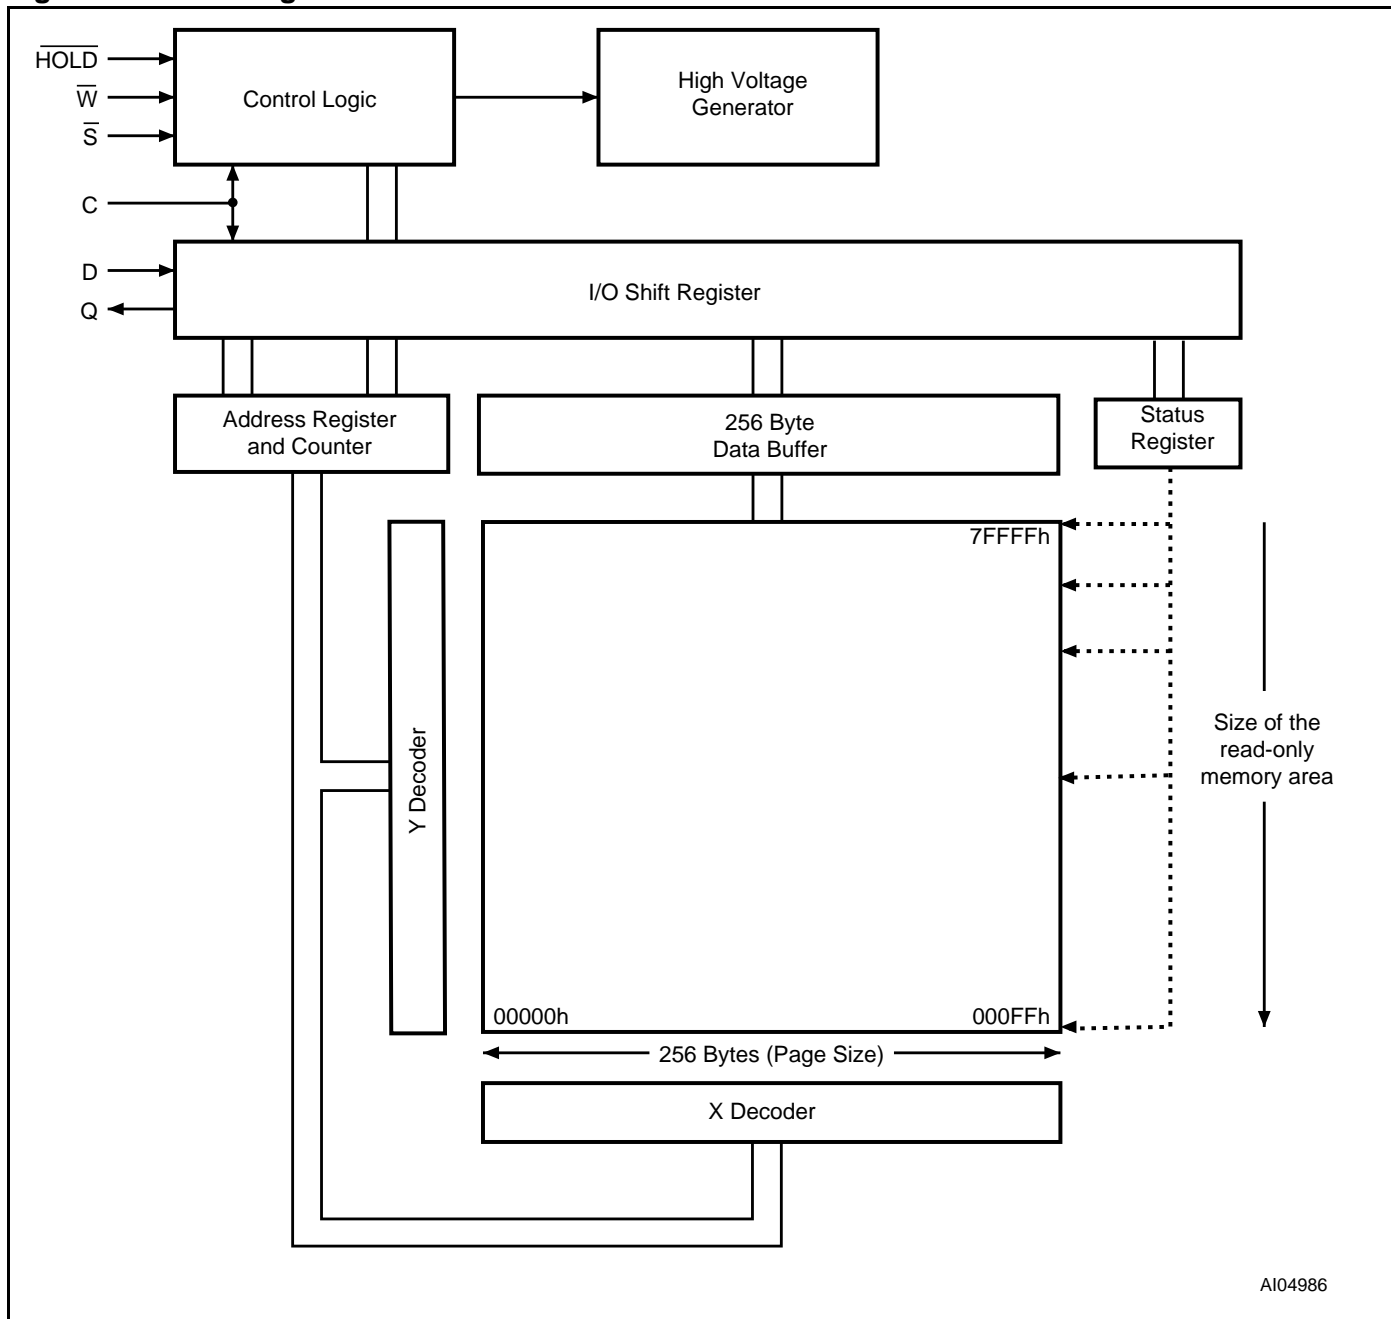 HOLD
W
S
Control Logic
High Voltage
Generator
C
D
Q
I/O Shift Register
Address Register
and Counter
256 Byte
Data Buffer
Status
Register
7FFFFh
Y Decoder
Size of the
read-only
memory area
00000h
000FFh
256 Bytes (Page Size)
X Decoder
AI04986